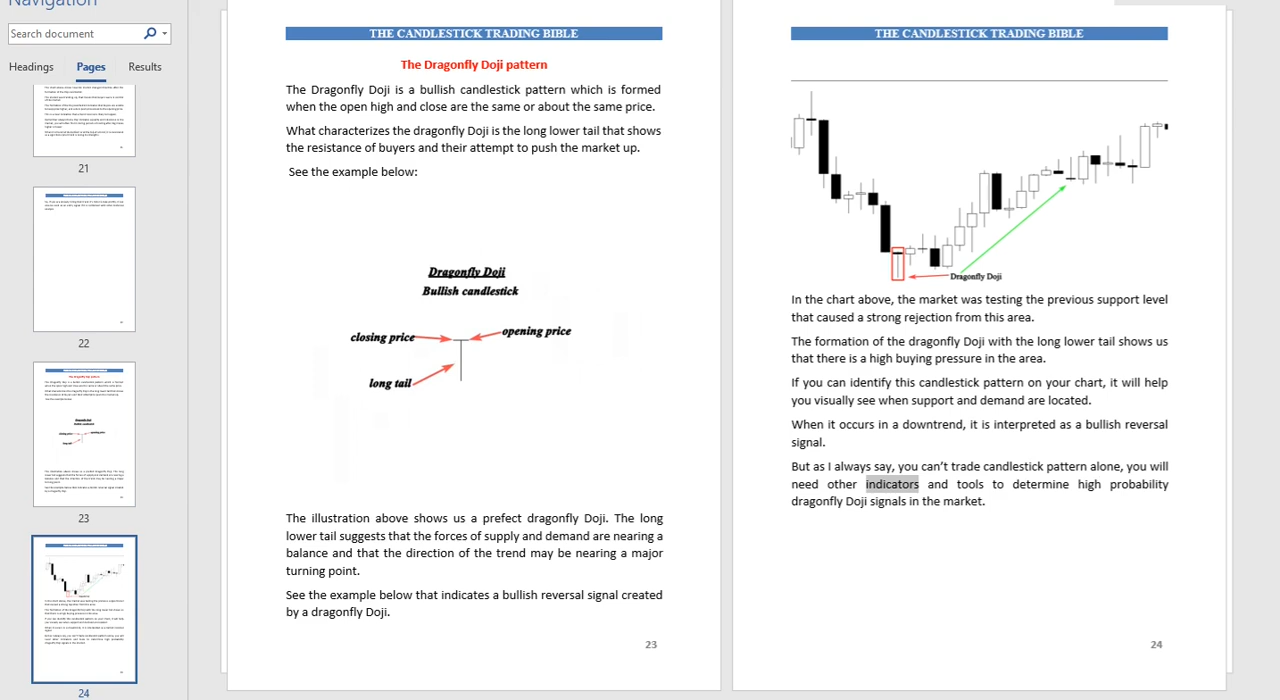 Navigation
Search document
Headings Pages Results
21
22
23
24
THE CANDLESTICK TRADING BIBLE
The Dragonfly Doji pattern
The Dragonfly Doji is a bullish candlestick pattern which is formed
when the open high and close are the same or about the same price.
What characterizes the dragonfly Doji is the long lower tail that shows
the resistance of buyers and their attempt to push the market up.
See the example below:
Dragonfly Doji
Bullish candlestick
closing price
opening price
long tail
The illustration above shows us a prefect dragonfly Doji. The long
lower tail suggests that the forces of supply and demand are nearing a
balance and that the direction of the trend may be nearing a major
turning point.
See the example below that indicates a bullish reversal signal created
by a dragonfly Doji.
23
THE CANDLESTICK TRADING BIBLE
Dragonfly Doji
In the chart above, the market was testing the previous support level
that caused a strong rejection from this area.
The formation of the dragonfly Doji with the long lower tail shows us
that there is a high buying pressure in the area.
If you can identify this candlestick pattern on your chart, it will help
you visually see when support and demand are located.
When it occurs in a downtrend, it is interpreted as a bullish reversal
signal.
But as I always say, you can't trade candlestick pattern alone, you will
need other indicators and tools to determine high probability
dragonfly Doji signals in the market.
24